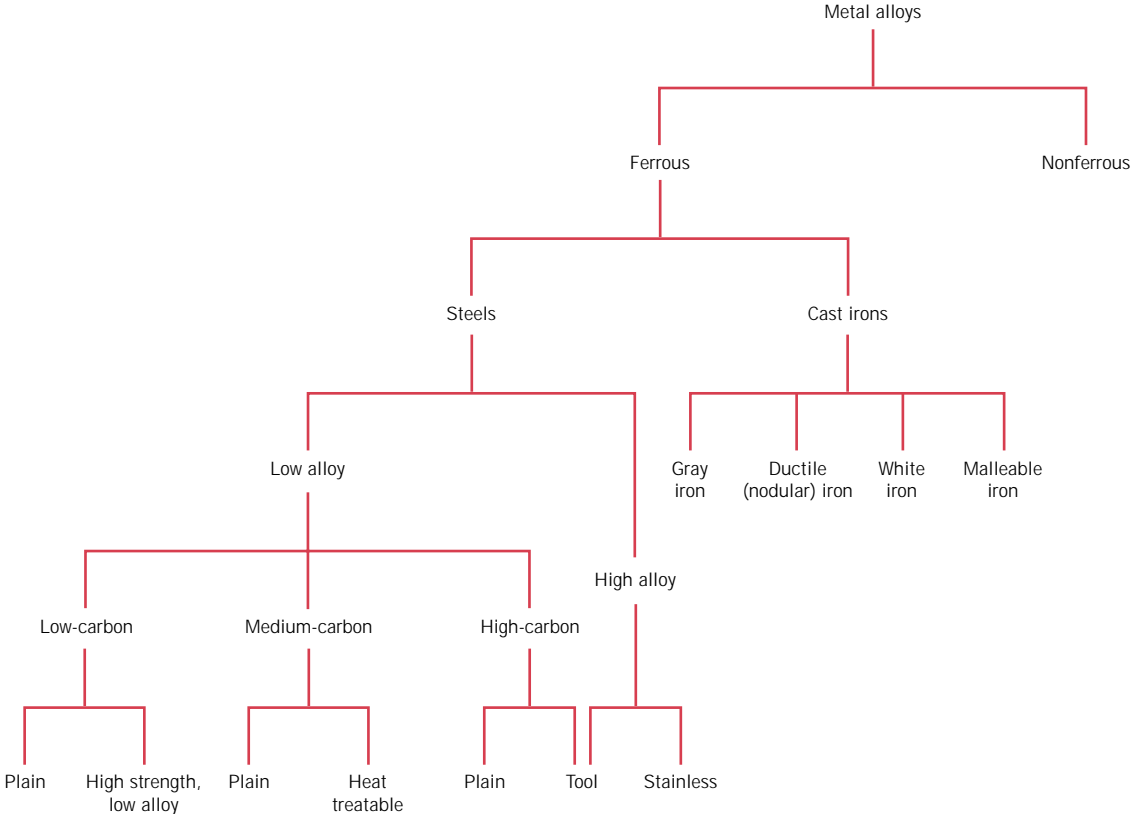 Metal alloys
Ferrous
Nonferrous
Steels
Cast irons
Low alloy
Gray
iron
Ductile
(nodular) iron
White
iron
Malleable
iron
High alloy
Low-carbon
Medium-carbon
High-carbon
Plain
High strength,
low alloy
Plain
Heat
treatable
Plain
Tool
Stainless